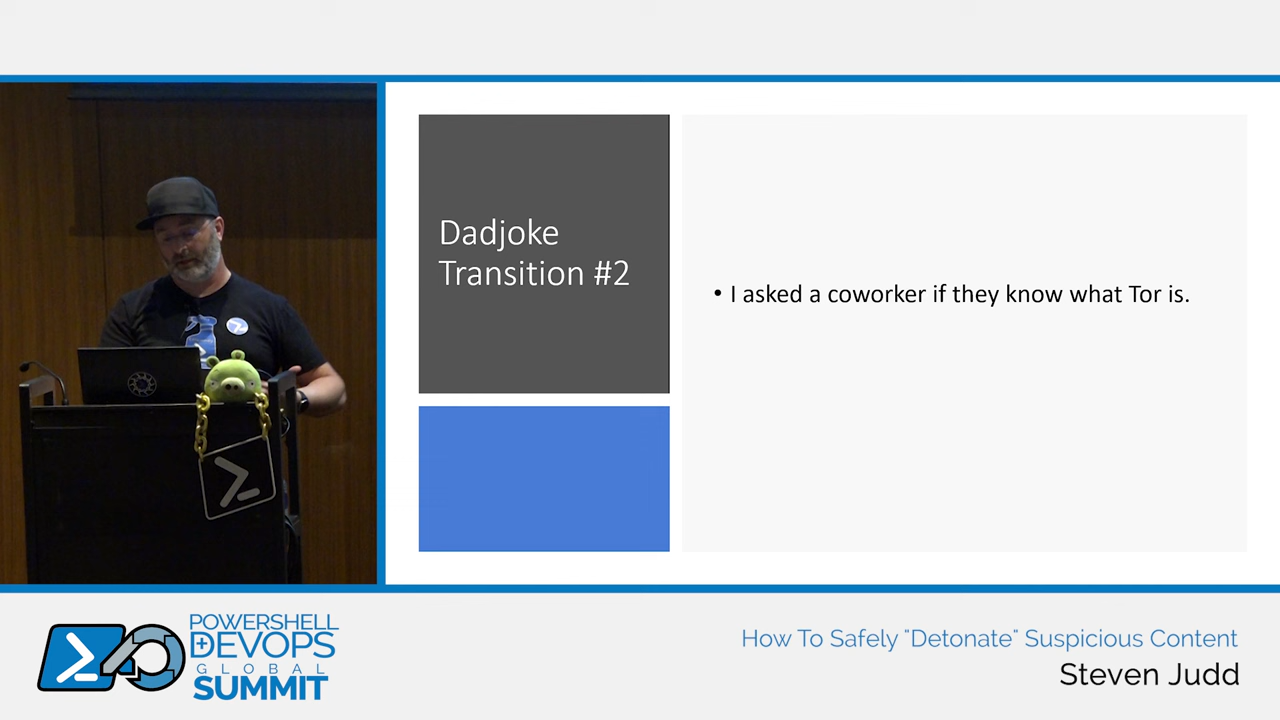 Dadjoke
Transition #2
• I asked a coworker if they know what Tor is.
POWERSHELL
+DEVOPS
GLOBAL
SUMMIT
How To Safely "Detonate" Suspicious Content
Steven Judd